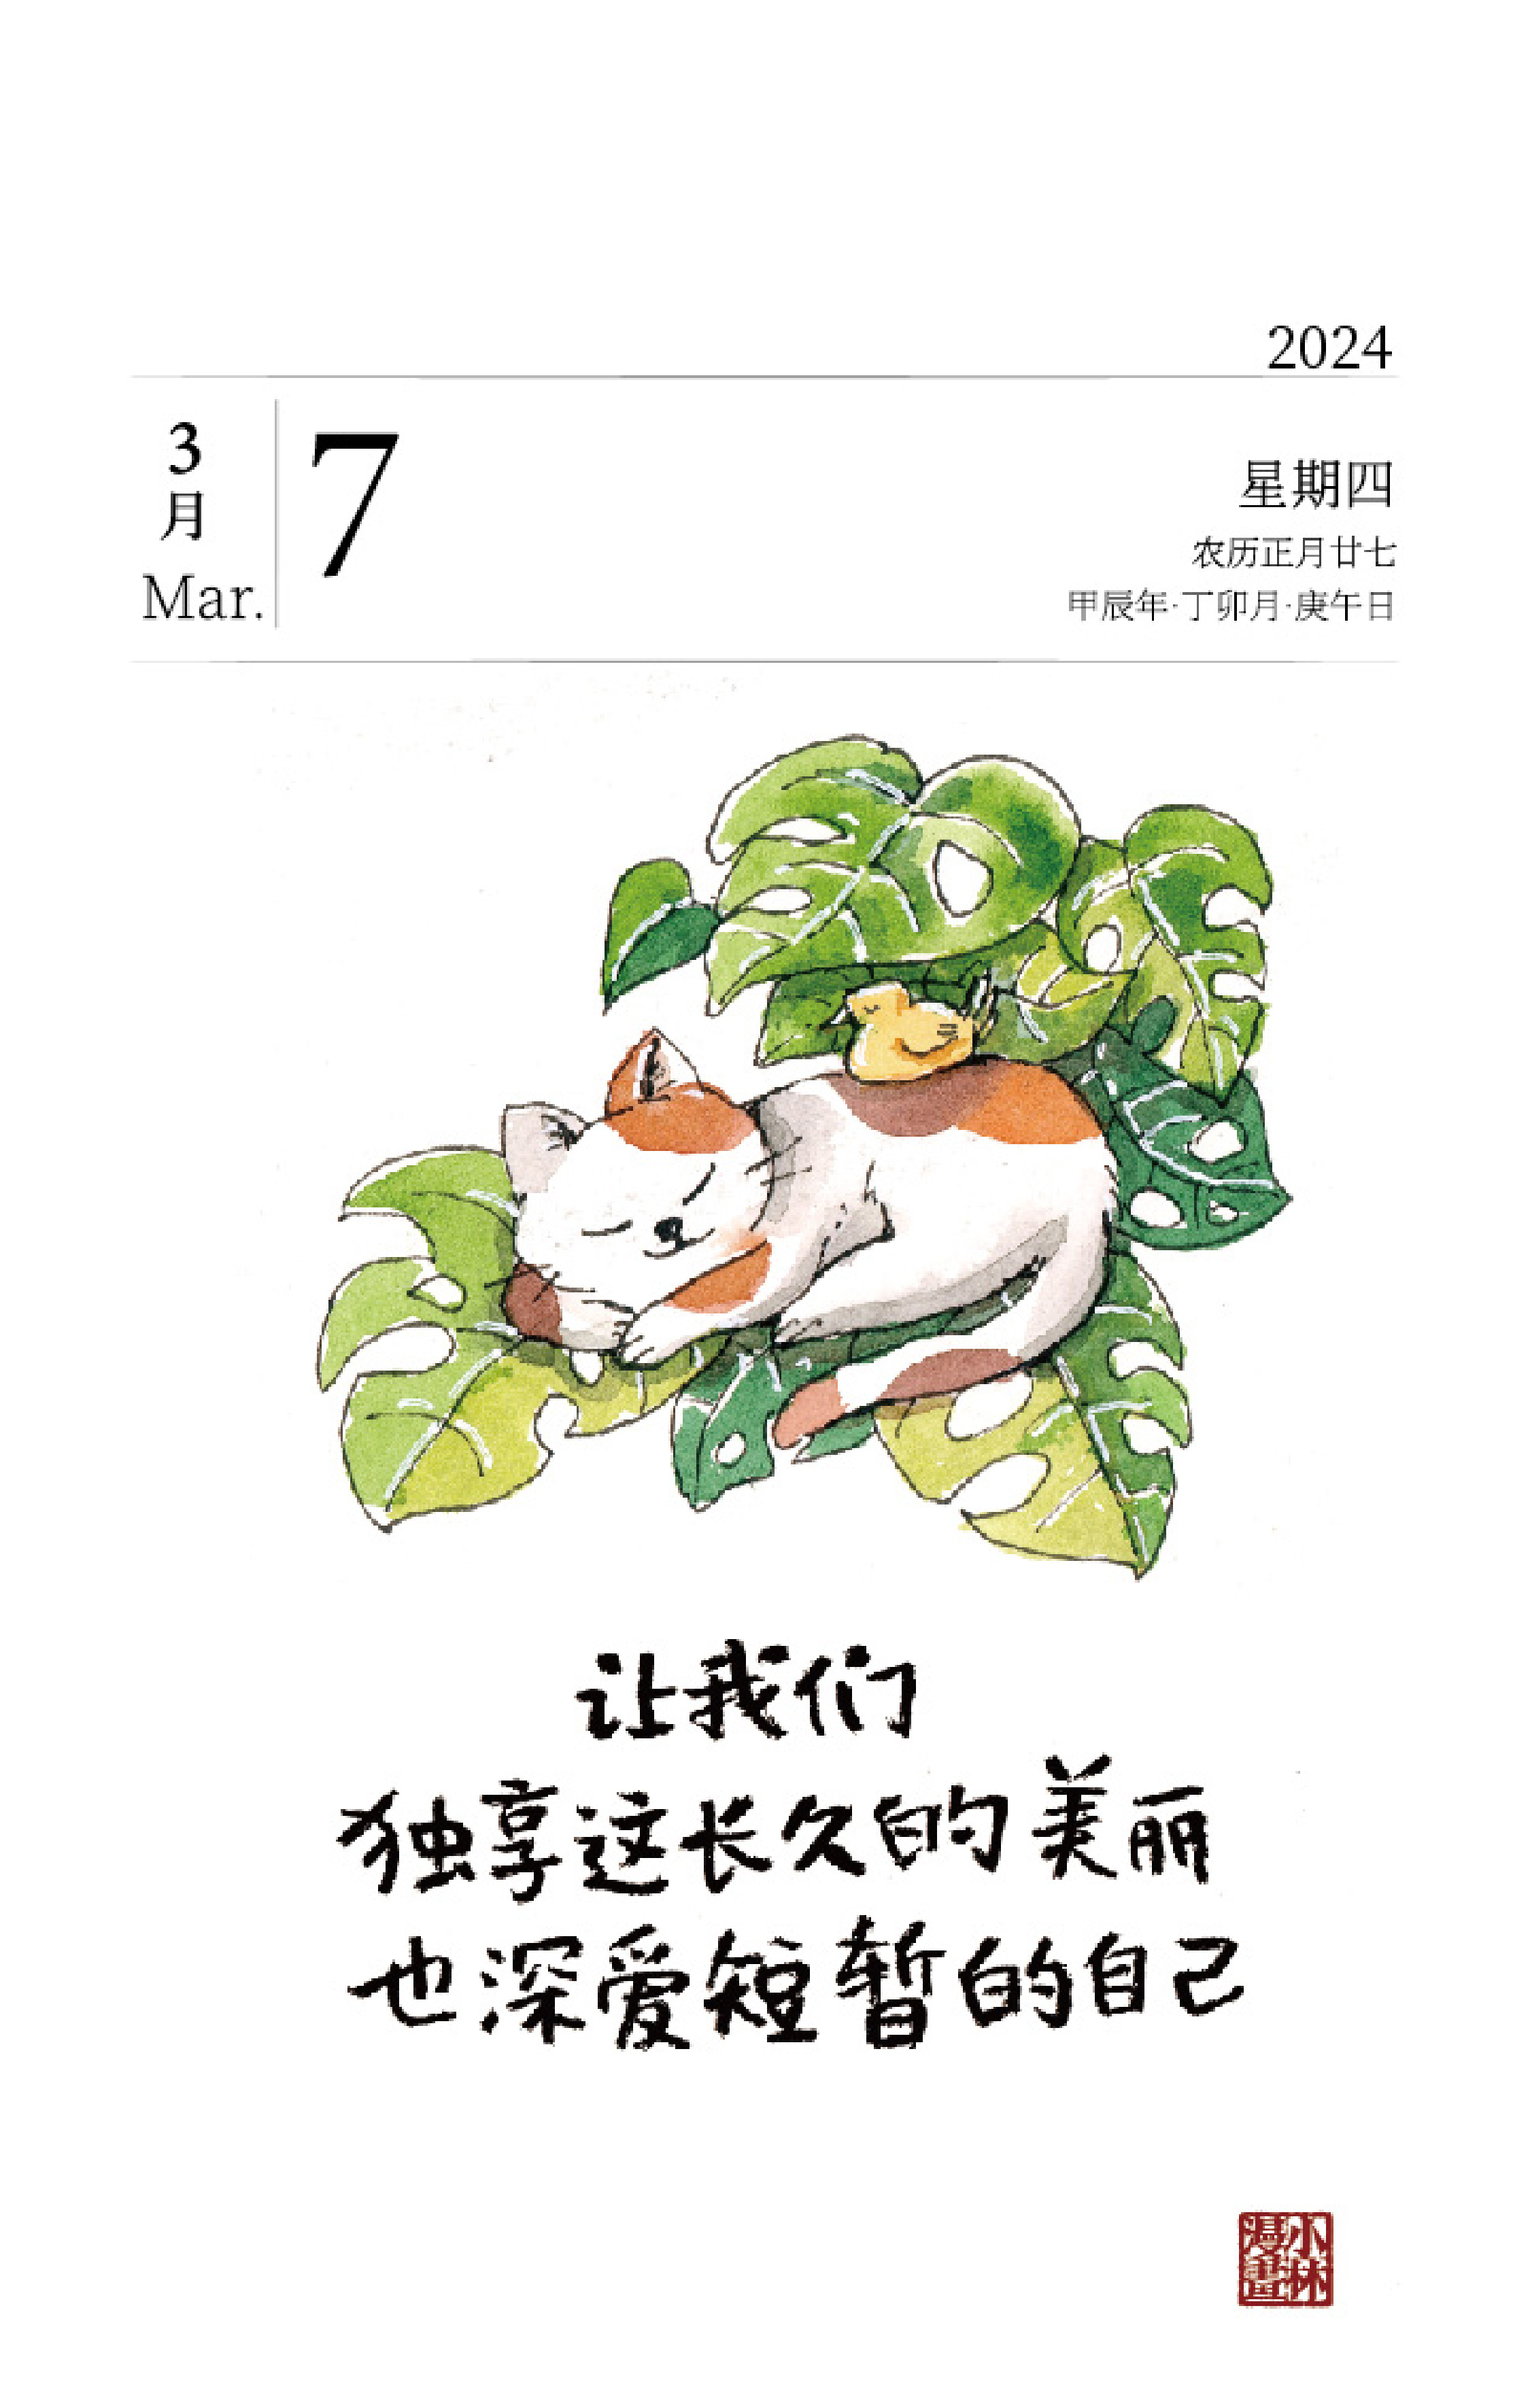 2024
3
月
Mar.
7
星期四
农历正月廿七
甲辰年·丁卯月·庚午日
让我们
独享这长久的美丽
也深爱短暂的自己
小林
漫畫